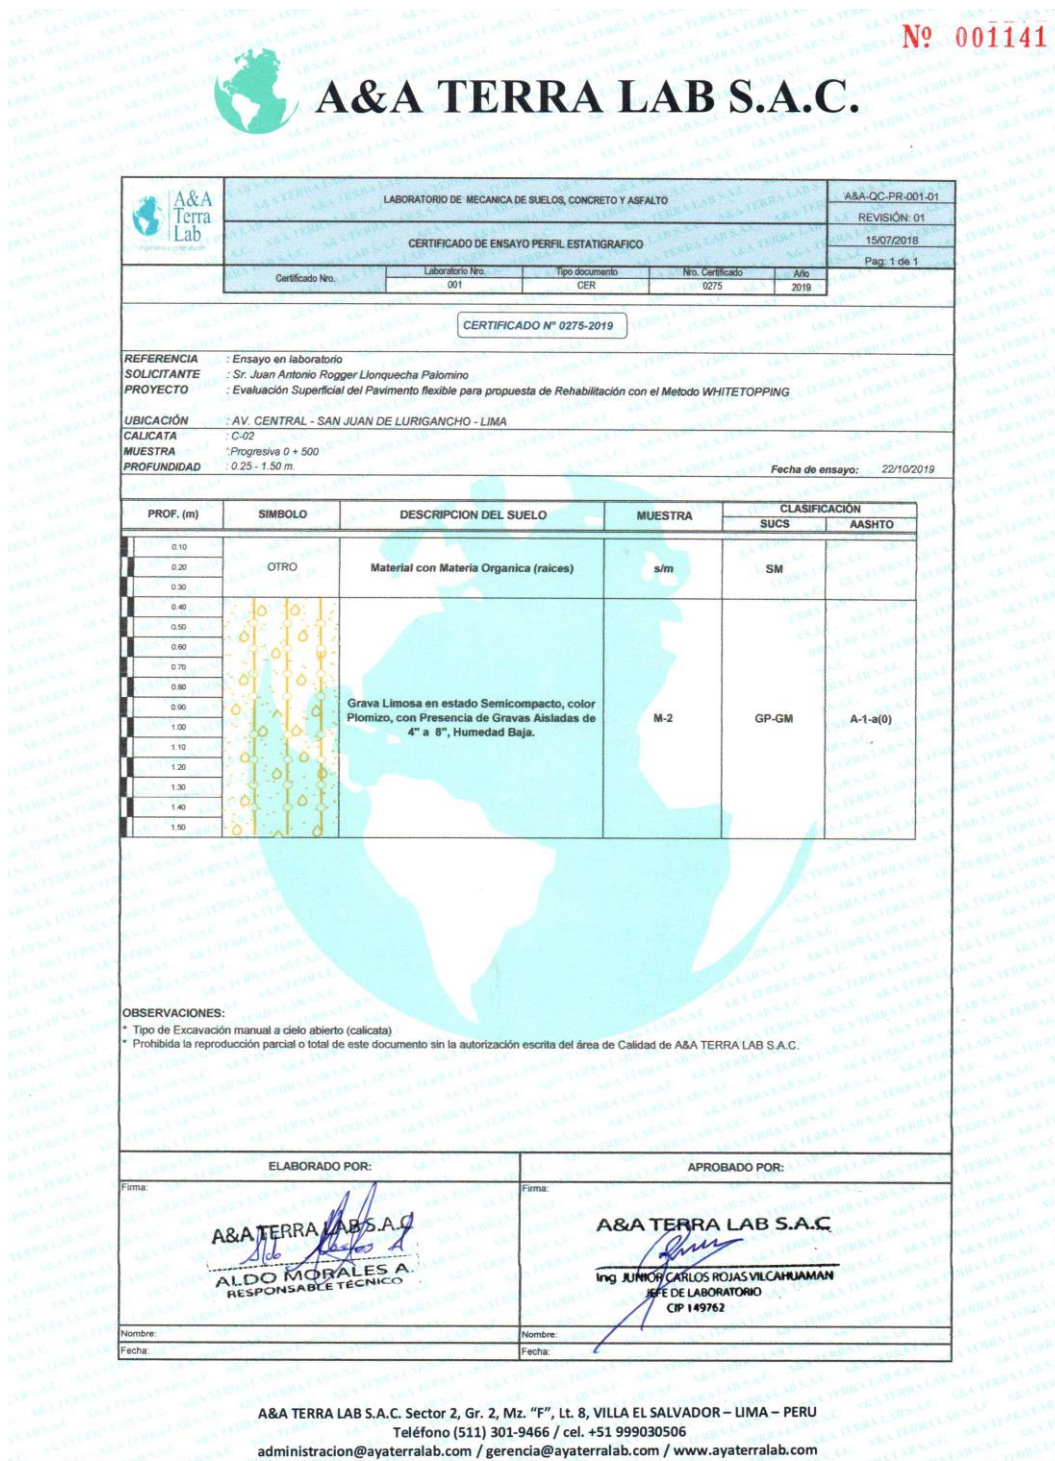 Nº 001141
A&A TERRA LAB S.A.C.
A&A
Terra
Lab
LABORATORIO DE MECANICA DE SUELOS, CONCRETO Y ASFALTO
A&A-QC-PR-001-01
REVISIÓN: 01
CERTIFICADO DE ENSAYO PERFIL ESTATIGRAFICO
15/07/2018
Pag: 1 de 1
Certificado Nro. Laboratorio Nro. Tipo documento Nro. Certificado Año
001 CER 0275 2019
CERTIFICADO N° 0275-2019
REFERENCIA : Ensayo en laboratorio
SOLICITANTE : Sr. Juan Antonio Rogger Llonquecha Palomino
PROYECTO : Evaluación Superficial del Pavimento flexible para propuesta de Rehabilitación con el Metodo WHITETOPPING
UBICACIÓN : AV. CENTRAL - SAN JUAN DE LURIGANCHO - LIMA
CALICATA : C-02
MUESTRA : Progresiva 0 + 500
PROFUNDIDAD : 0.25 - 1.50 m. Fecha de ensayo: 22/10/2019
PROF. (m) SIMBOLO DESCRIPCION DEL SUELO MUESTRA CLASIFICACIÓN
SUCS AASHTO
0.10
0.20 OTRO Material con Materia Organica (raices) s/m SM
0.30
0.40
0.50
0.60
0.70
0.80
0.90 Grava Limosa en estado Semicompacto, color
1.00 Plomizo, con Presencia de Gravas Aisladas de M-2 GP-GM A-1-a(0)
4" a 8", Humedad Baja.
1.10
1.20
1.30
1.40
1.50
OBSERVACIONES:
* Tipo de Excavación manual a cielo abierto (calicata)
* Prohibida la reproducción parcial o total de este documento sin la autorización escrita del área de Calidad de A&A TERRA LAB S.A.C.
ELABORADO POR: APROBADO POR:
Firma: Firma:
A&A TERRA LAB S.A.C A&A TERRA LAB S.A.C
ALDO MORALES A.
RESPONSABLE TÉCNICO
Ing JUNIOR CARLOS ROJAS VILCAHUAMAN
JEFE DE LABORATORIO
CIP 149762
Nombre: Nombre:
Fecha: Fecha:
A&A TERRA LAB S.A.C. Sector 2, Gr. 2, Mz. "F", Lt. 8, VILLA EL SALVADOR – LIMA – PERU
Teléfono (511) 301-9466 / cel. +51 999030506
administracion@ayaterralab.com / gerencia@ayaterralab.com / www.ayaterralab.com